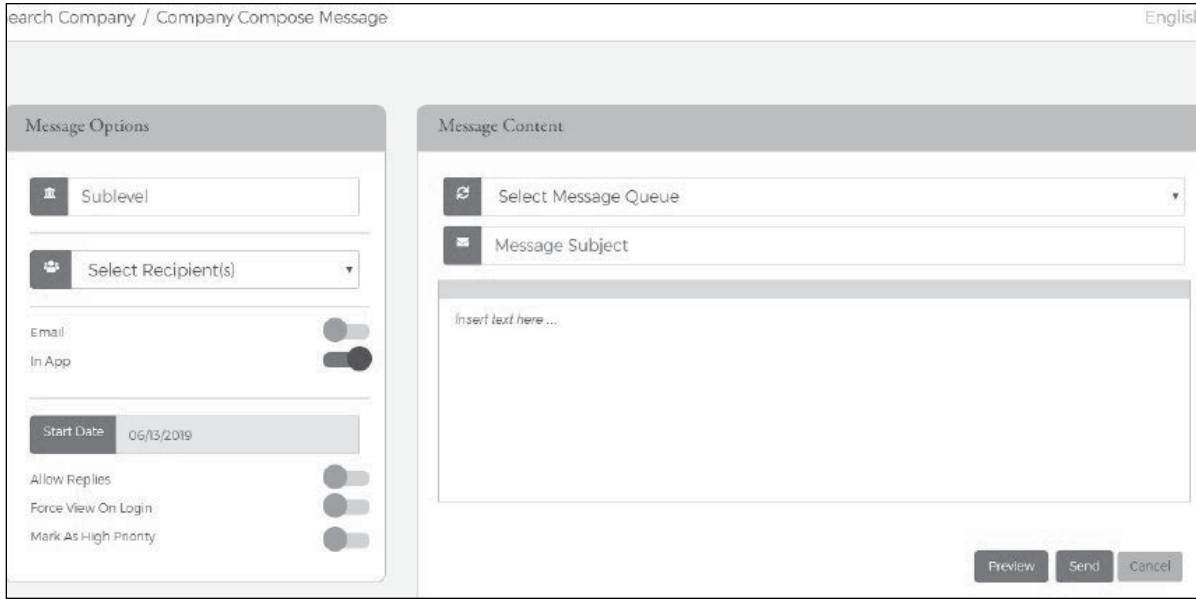 earch Company / Company Compose Message
Englis
Message Options
Sublevel
Select Recipient(s)
Email
In App
Start Date 06/13/2019
Allow Replies
Force View On Login
Mark As High Priority
Message Content
Select Message Queue
Message Subject
Insert text here ...
Preview Send Cancel